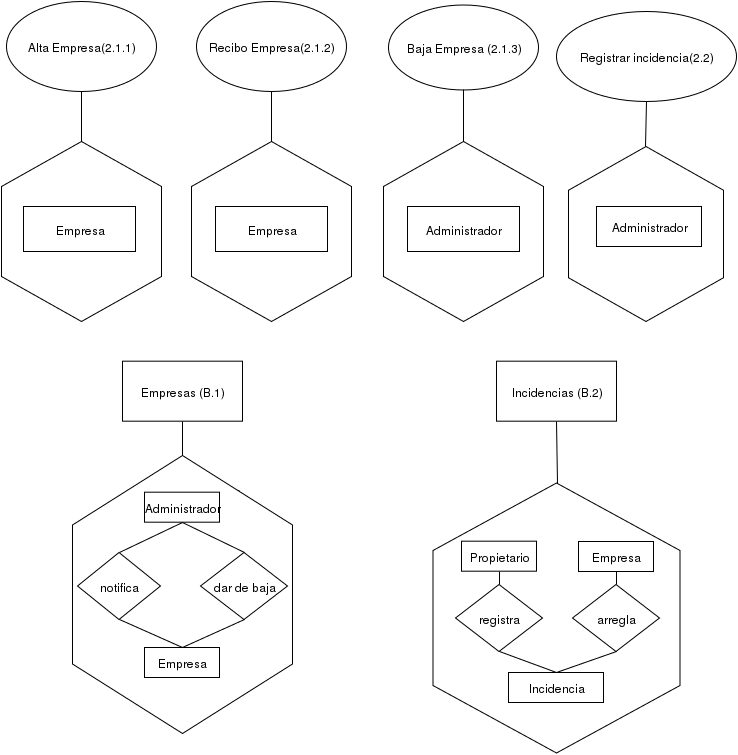 Alta Empresa(2.1.1)
Recibo Empresa(2.1.2)
Baja Empresa (2.1.3)
Registrar incidencia(2.2)
Empresa
Empresa
Administrador
Administrador
Empresas (B.1)
Incidencias (B.2)
Administrador
notifica
dar de baja
Empresa
Propietario
Empresa
registra
arregla
Incidencia